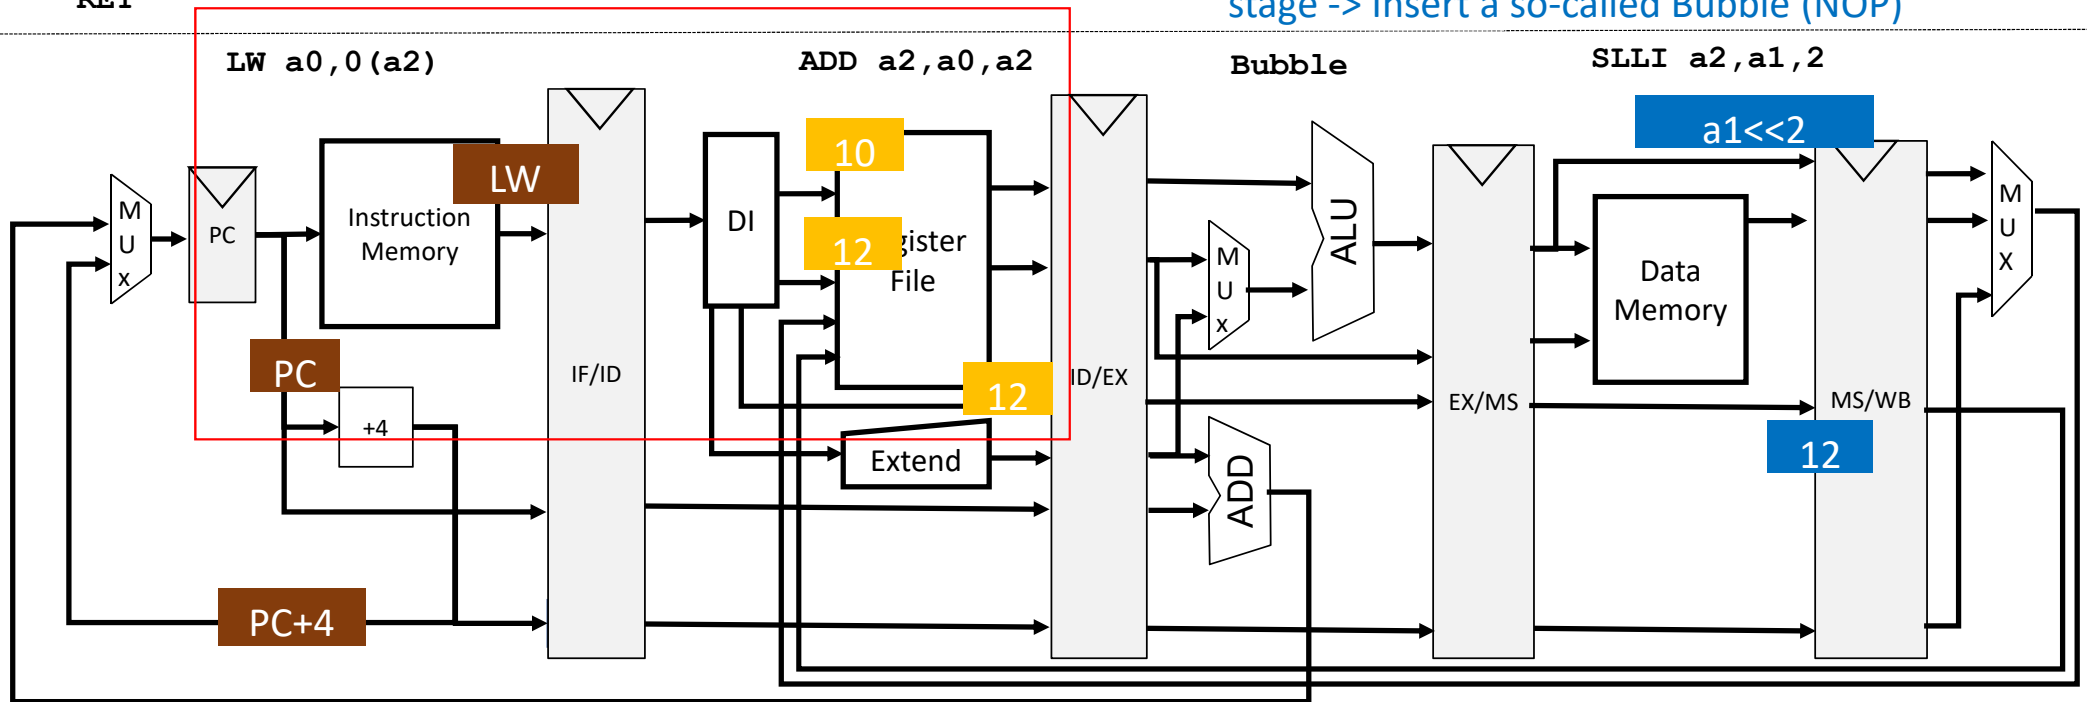 RET
stage -> Insert a so-called Bubble (NOP)
LW a0,0(a2)
ADD a2,a0,a2
Bubble
SLLI a2,a1,2
a1<<2
10
LW
M
U
x
PC
Instruction
Memory
DI
12
gister
File
ALU
M
U
x
Data
Memory
M
U
X
PC
+4
IF/ID
12
ID/EX
EX/MS
MS/WB
12
Extend
ADD
PC+4